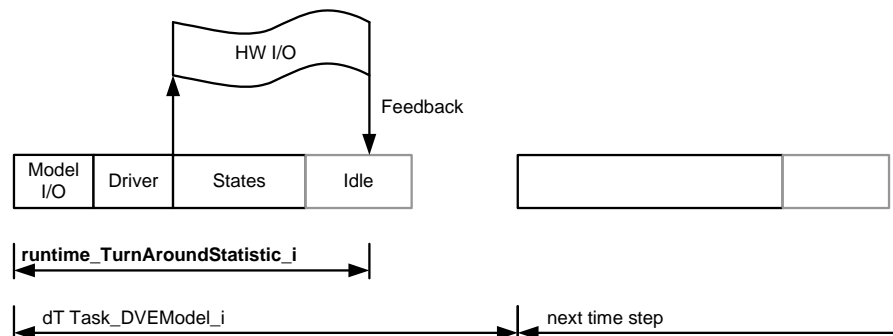 HW I/O
Feedback
Model
I/O
Driver
States
Idle
runtime_TurnAroundStatistic_i
dT Task_DVEModel_i
next time step